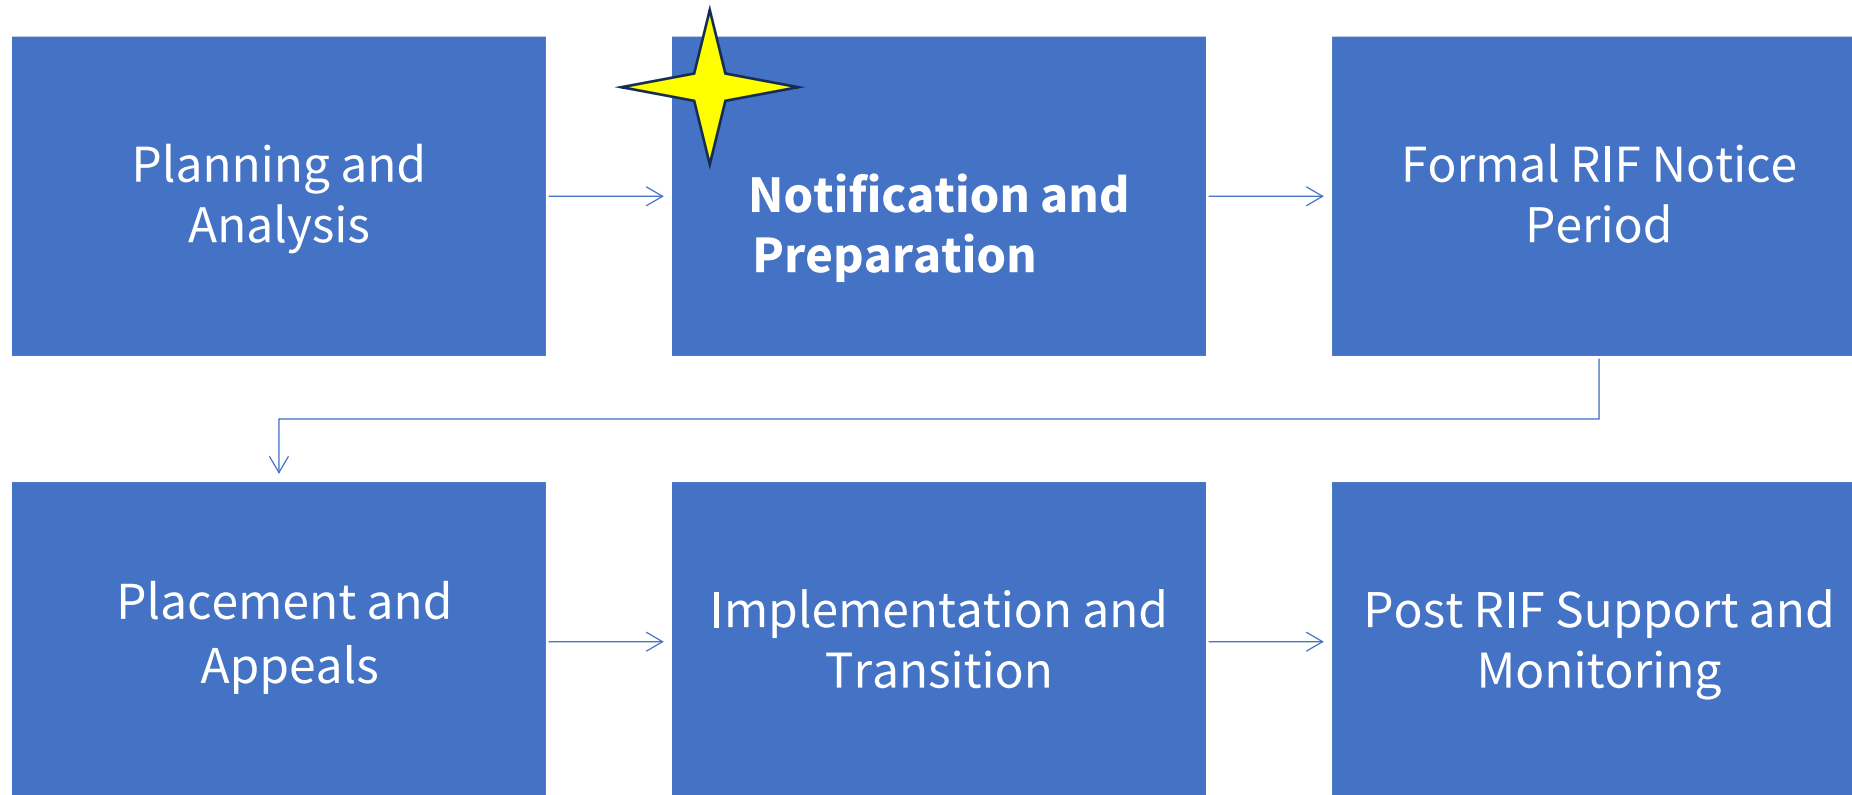 Planning and
Analysis
Notification and
Preparation
Formal RIF Notice
Period
Placement and
Appeals
Implementation and
Transition
Post RIF Support and
Monitoring